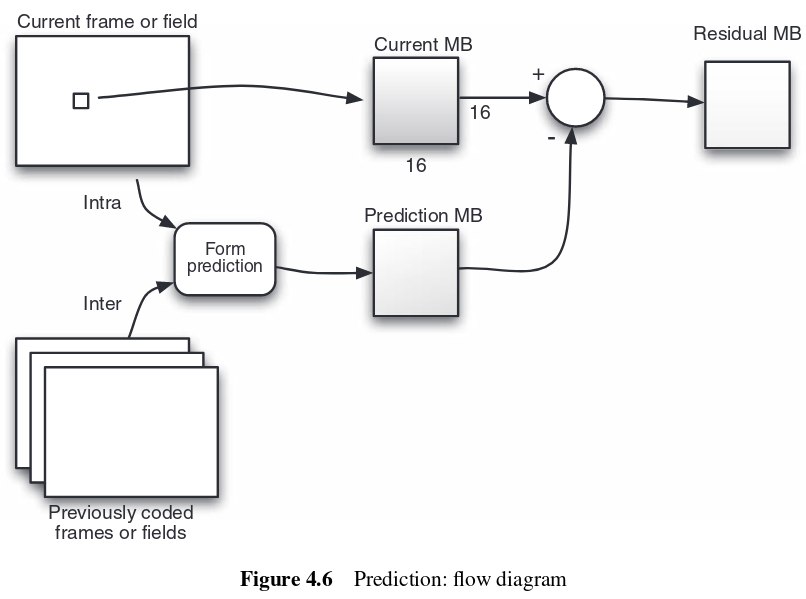 Current frame or field
Current MB
Residual MB
+
16
-
16
Intra
Prediction MB
Form
prediction
Inter
Previously coded
frames or fields
Figure 4.6 Prediction: flow diagram